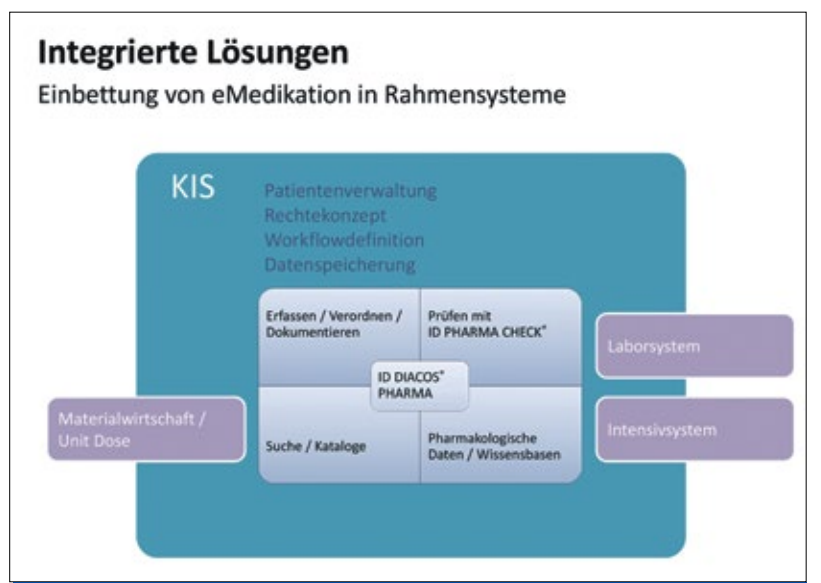 Integrierte Lösungen
Einbettung von eMedikation in Rahmensysteme
KIS
Patientenverwaltung
Rechtekonzept
Workflowdefinition
Datenspeicherung
Erfassen / Verordnen /
Dokumentieren
Prüfen mit
ID PHARMA CHECK®
ID DIACOS®
PHARMA
Suche / Kataloge
Pharmakologische
Daten / Wissensbasen
Materialwirtschaft /
Unit Dose
Laborsystem
Intensivsystem